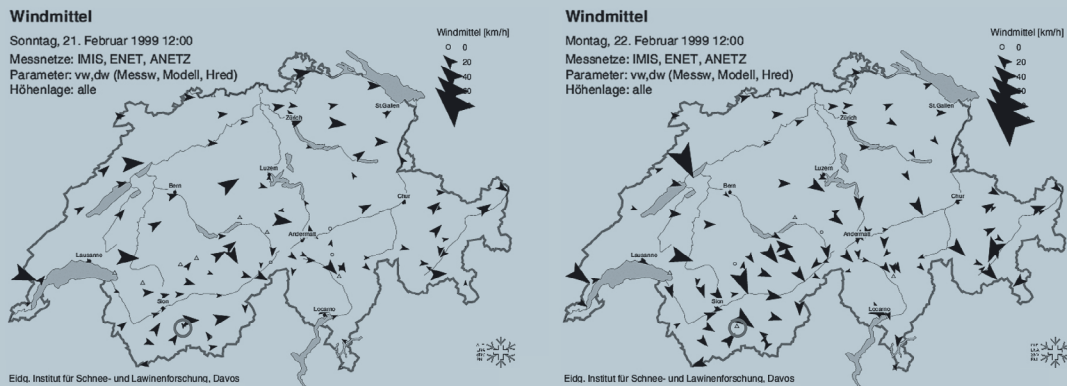 Windmittel
Sonntag, 21. Februar 1999 12:00
Messnetze: IMIS, ENET, ANETZ
Parameter: vw,dw (Messw, Modell, Hred)
Höhenlage: alle
Windmittel [km/h]
0
20
40
St.Gallen
Zürich
Luzern
Bern
Chur
Andermatt
Lausanne
Sion
Locarno
Eidg. Institut für Schnee- und Lawinenforschung, Davos
Windmittel
Montag, 22. Februar 1999 12:00
Messnetze: IMIS, ENET, ANETZ
Parameter: vw,dw (Messw, Modell, Hred)
Höhenlage: alle
Windmittel [km/h]
0
20
40
St.Gallen
Zürich
Luzern
Bern
Chur
Andermatt
Lausanne
Sion
Locarno
Eidg. Institut für Schnee- und Lawinenforschung, Davos